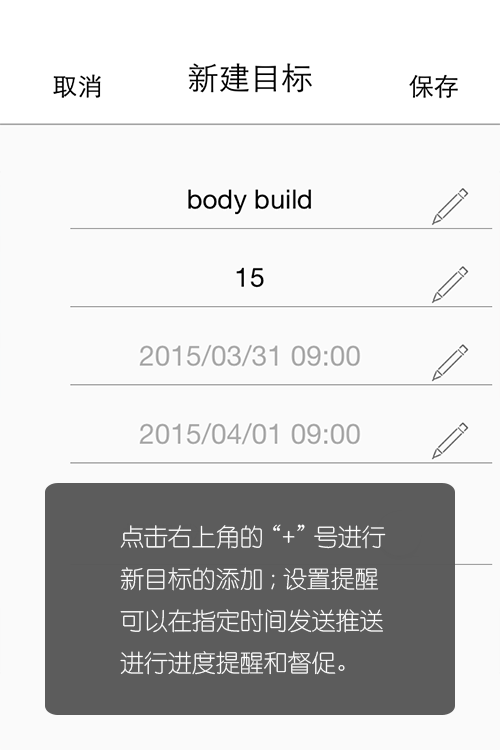 取消 新建目标 保存
body build
15
2015/03/31 09:00
2015/04/01 09:00
点击右上角的“+”号进行
新目标的添加；设置提醒
可以在指定时间发送推送
进行进度提醒和督促。